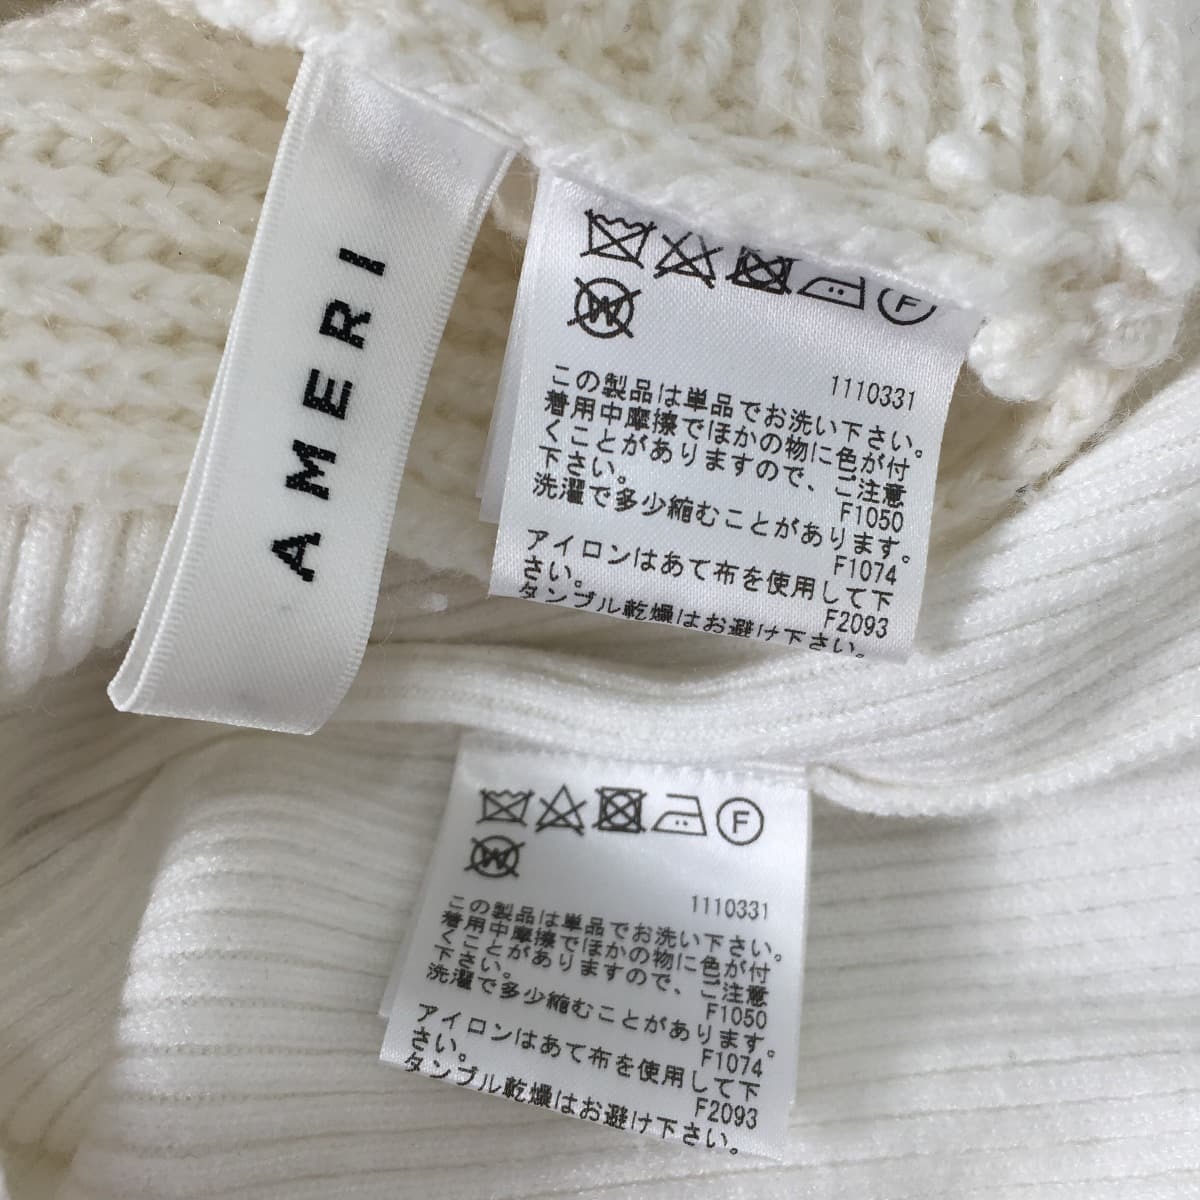 AMERI
F
W
1110331
この製品は単品でお洗い下さい。
着用中摩擦でほかの物に色が付
くことがありますので、ご注意
下さい。
F1050
洗濯で多少縮むことがあります。
F1074
アイロンはあて布を使用して下
さい。
F2093
タンブル乾燥はお避け下さい。
F
W
1110331
この製品は単品でお洗い下さい。
着用中摩擦でほかの物に色が付
くことがありますので、ご注意
下さい。
F1050
洗濯で多少縮むことがあります。
F1074
アイロンはあて布を使用して下
さい。
F2093
タンブル乾燥はお避け下さい。